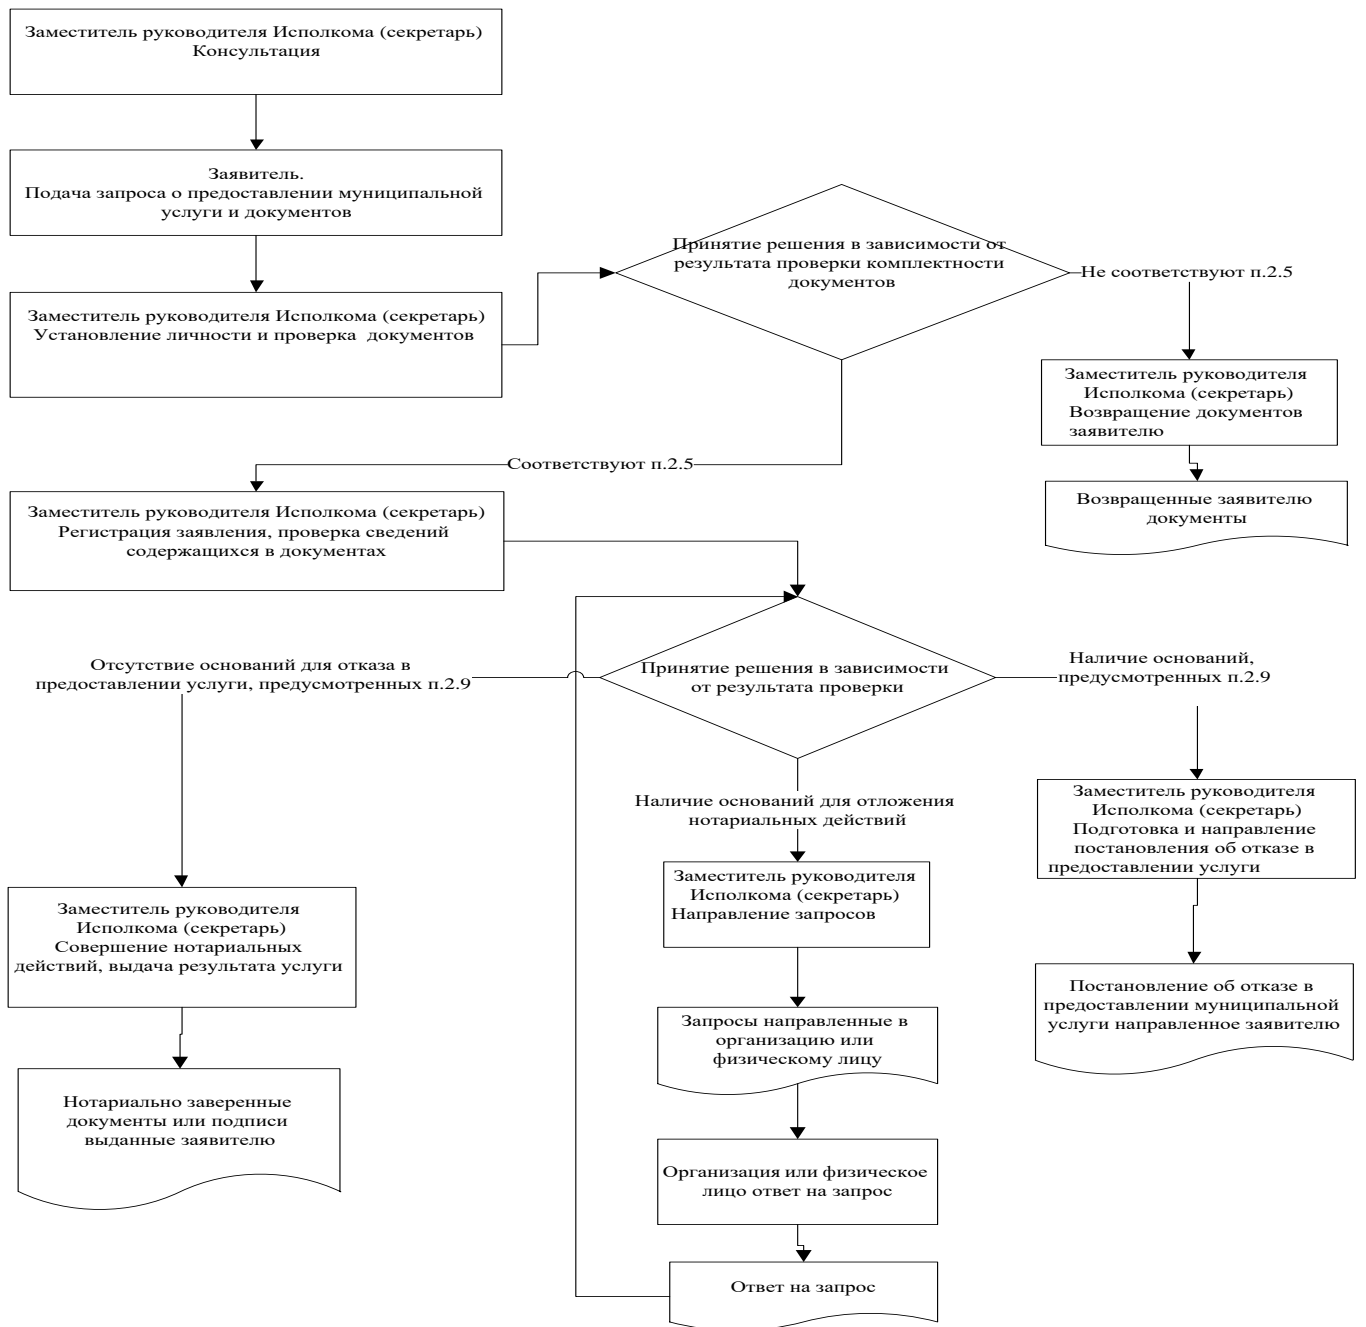 Заместитель руководителя Исполкома (секретарь)
Консультация
Заявитель.
Подача запроса о предоставлении муниципальной
услуги и документов
Заместитель руководителя Исполкома (секретарь)
Установление личности и проверка документов
Принятие решения в зависимости от
результата проверки комплектности
документов
Не соответствуют п.2.5
Заместитель руководителя
Исполкома (секретарь)
Возвращение документов
заявителю
Возвращенные заявителю
документы
Соответствуют п.2.5
Заместитель руководителя Исполкома (секретарь)
Регистрация заявления, проверка сведений
содержащихся в документах
Принятие решения в зависимости
от результата проверки
Отсутствие оснований для отказа в
предоставлении услуги, предусмотренных п.2.9
Заместитель руководителя
Исполкома (секретарь)
Совершение нотариальных
действий, выдача результата услуги
Нотариально заверенные
документы или подписи
выданные заявителю
Наличие оснований для отложения
нотариальных действий
Заместитель руководителя
Исполкома (секретарь)
Направление запросов
Запросы направленные в
организацию или
физическому лицу
Организация или физическое
лицо ответ на запрос
Ответ на запрос
Наличие оснований,
предусмотренных п.2.9
Заместитель руководителя
Исполкома (секретарь)
Подготовка и направление
постановления об отказе в
предоставлении услуги
Постановление об отказе в
предоставлении муниципальной
услуги направленное заявителю